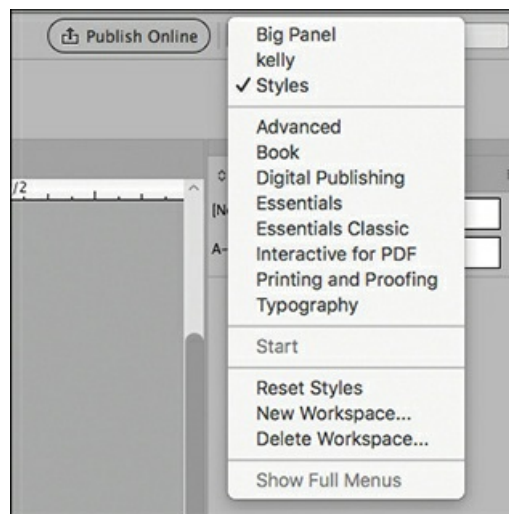 Publish Online
Big Panel
kelly
✓ Styles
Advanced
Book
Digital Publishing
Essentials
Essentials Classic
Interactive for PDF
Printing and Proofing
Typography
Start
Reset Styles
New Workspace...
Delete Workspace...
Show Full Menus
/2
[N
A-